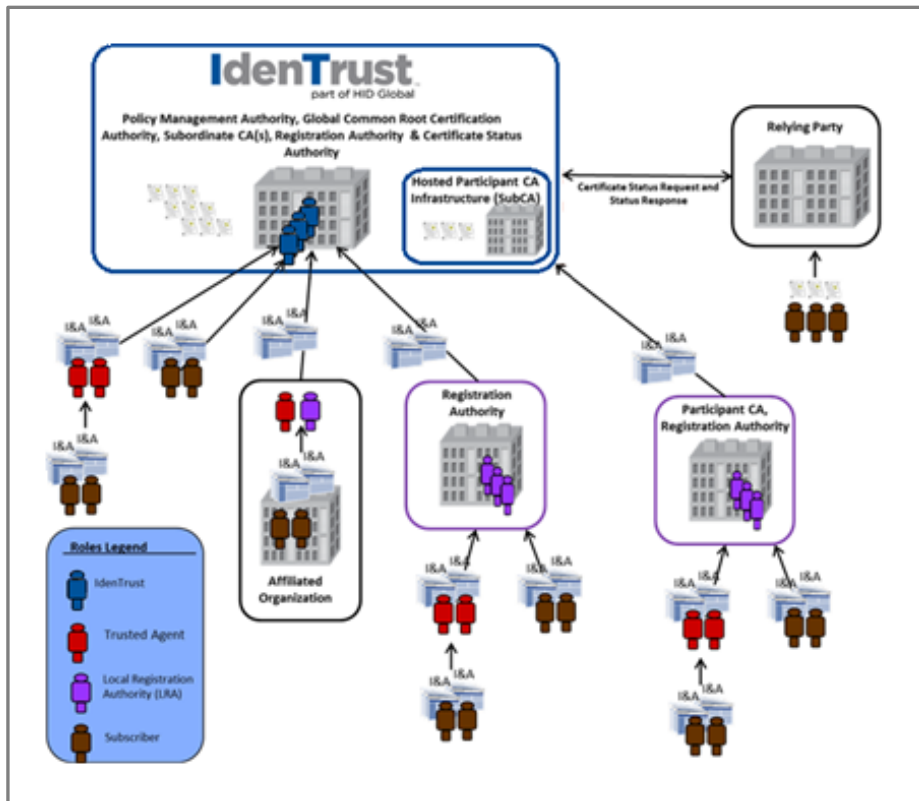 IdenTrust™
part of HID Global
Policy Management Authority, Global Common Root Certification
Authority, Subordinate CA(s), Registration Authority & Certificate Status
Authority
Hosted Participant CA
Infrastructure (SubCA)
Relying Party
Certificate Status Request and
Status Response
I&A
I&A
I&A
I&A
I&A
I&A
I&A
I&A
I&A
I&A
I&A
I&A
Registration
Authority
Participant CA,
Registration Authority
I&A
I&A
Affiliated
Organization
Roles Legend
IdenTrust
Trusted Agent
Local Registration
Authority (LRA)
Subscriber
I&A
I&A
I&A
I&A
I&A
I&A
I&A
I&A
I&A
I&A
I&A
I&A